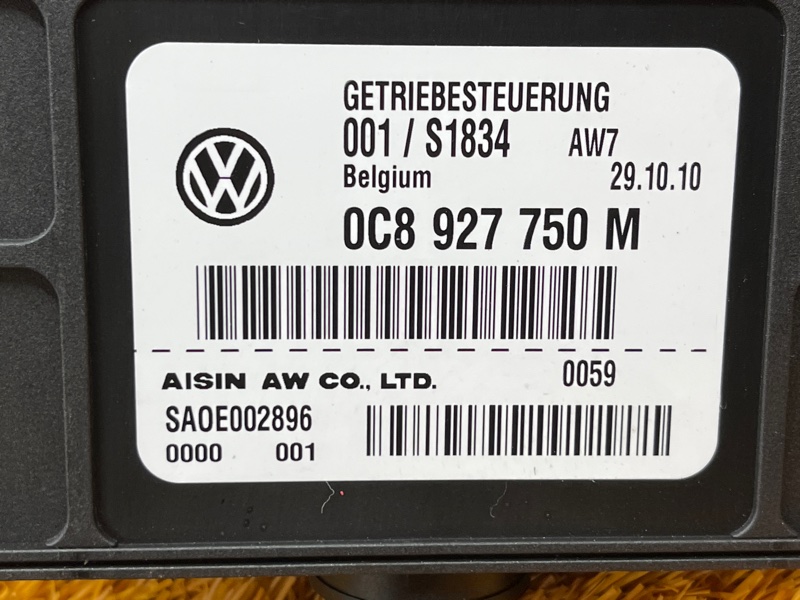 GETRIEBESTEUERUNG
001 / S1834 AW7
Belgium 29.10.10
0C8 927 750 M
AISIN AW CO., LTD. 0059
SAOE002896
0000 001